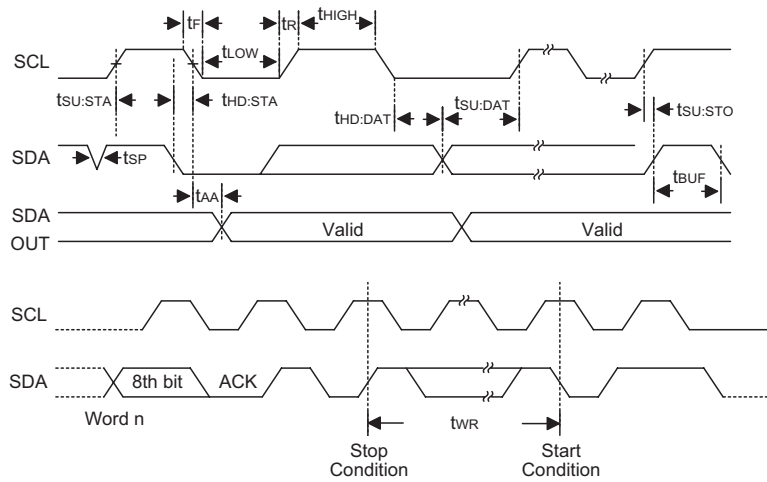 tF
tR
tHIGH
tLOW
SCL
tSU:STA
tHD:STA
tHD:DAT
tSU:DAT
tSU:STO
SDA
tSP
tBUF
tAA
SDA
OUT
Valid
Valid
SCL
SDA
8th bit
ACK
Word n
tWR
Stop
Condition
Start
Condition